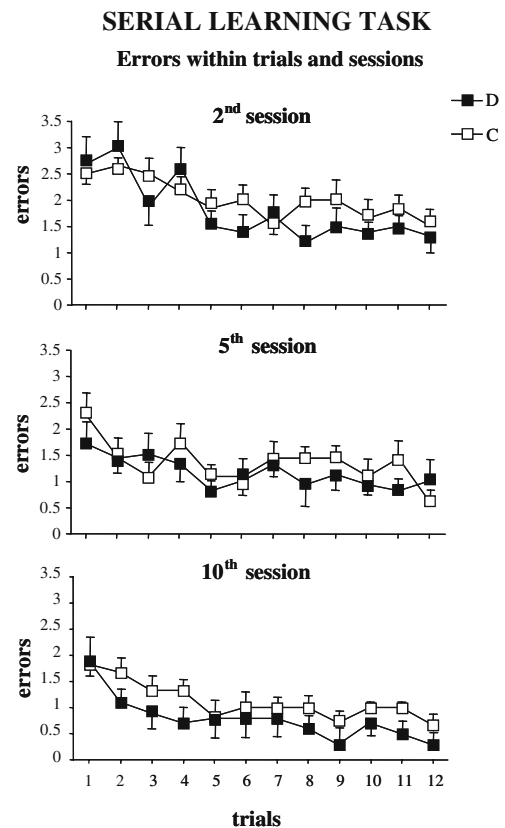 SERIAL LEARNING TASK
Errors within trials and sessions
D
C
2nd session
3.5
3
2.5
2
1.5
1
0.5
0
errors
5th session
3.5
3
2.5
2
1.5
1
0.5
0
errors
10th session
3.5
3
2.5
2
1.5
1
0.5
0
errors
1 2 3 4 5 6 7 8 9 10 11 12
trials